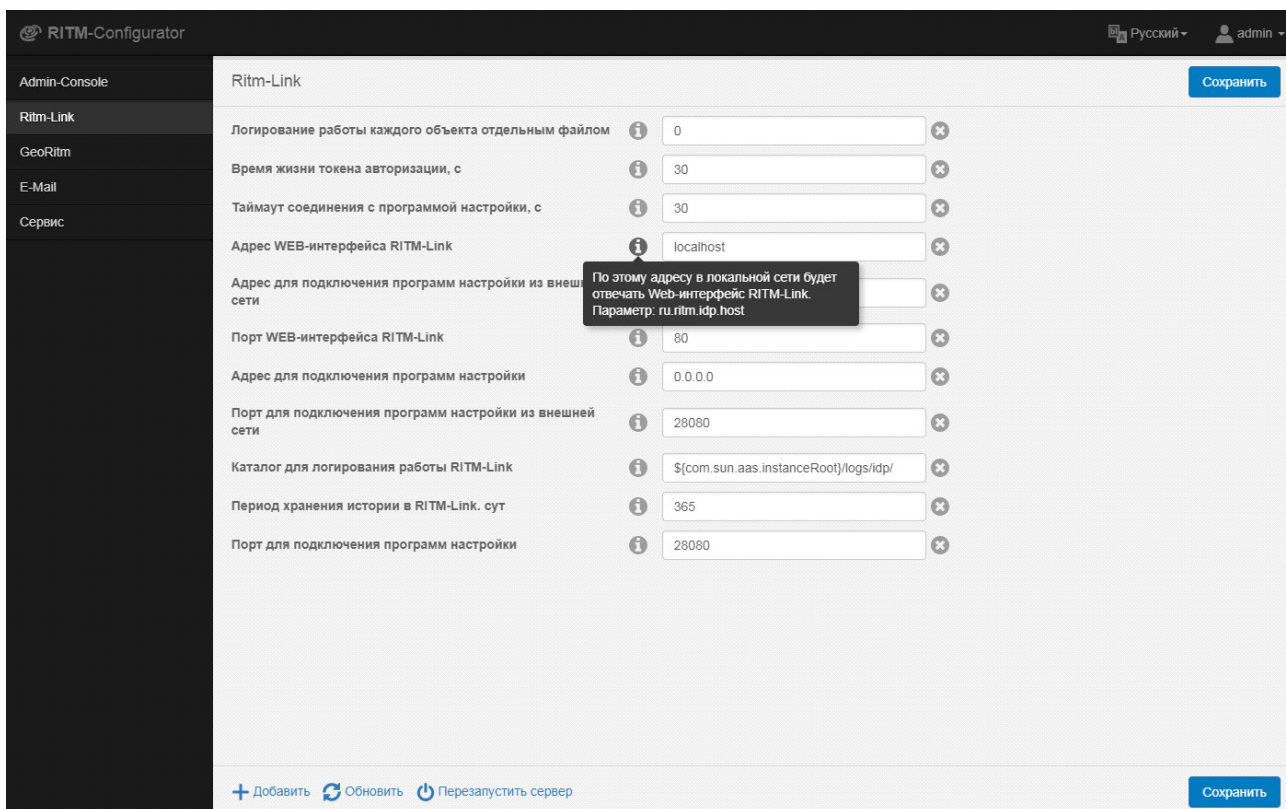 RITM-Configurator
Русский
admin
Admin-Console
Ritm-Link
GeoRitm
E-Mail
Сервис
Ritm-Link
Сохранить
Логирование работы каждого объекта отдельным файлом
0
Время жизни токена авторизации, с
30
Таймаут соединения с программой настройки, с
30
Адрес WEB-интерфейса RITM-Link
localhost
По этому адресу в локальной сети будет
отвечать Web-интерфейс RITM-Link.
Параметр: ru.ritm.idp.host
Адрес для подключения программ настройки из
сети
Порт WEB-интерфейса RITM-Link
80
Адрес для подключения программ настройки
0.0.0.0
Порт для подключения программ настройки из внешней
сети
28080
Каталог для логирования работы RITM-Link
${com.sun.aas.instanceRoot}/logs/idp/
Период хранения истории в RITM-Link. сут
365
Порт для подключения программ настройки
28080
Добавить
Обновить
Перезапустить сервер
Сохранить